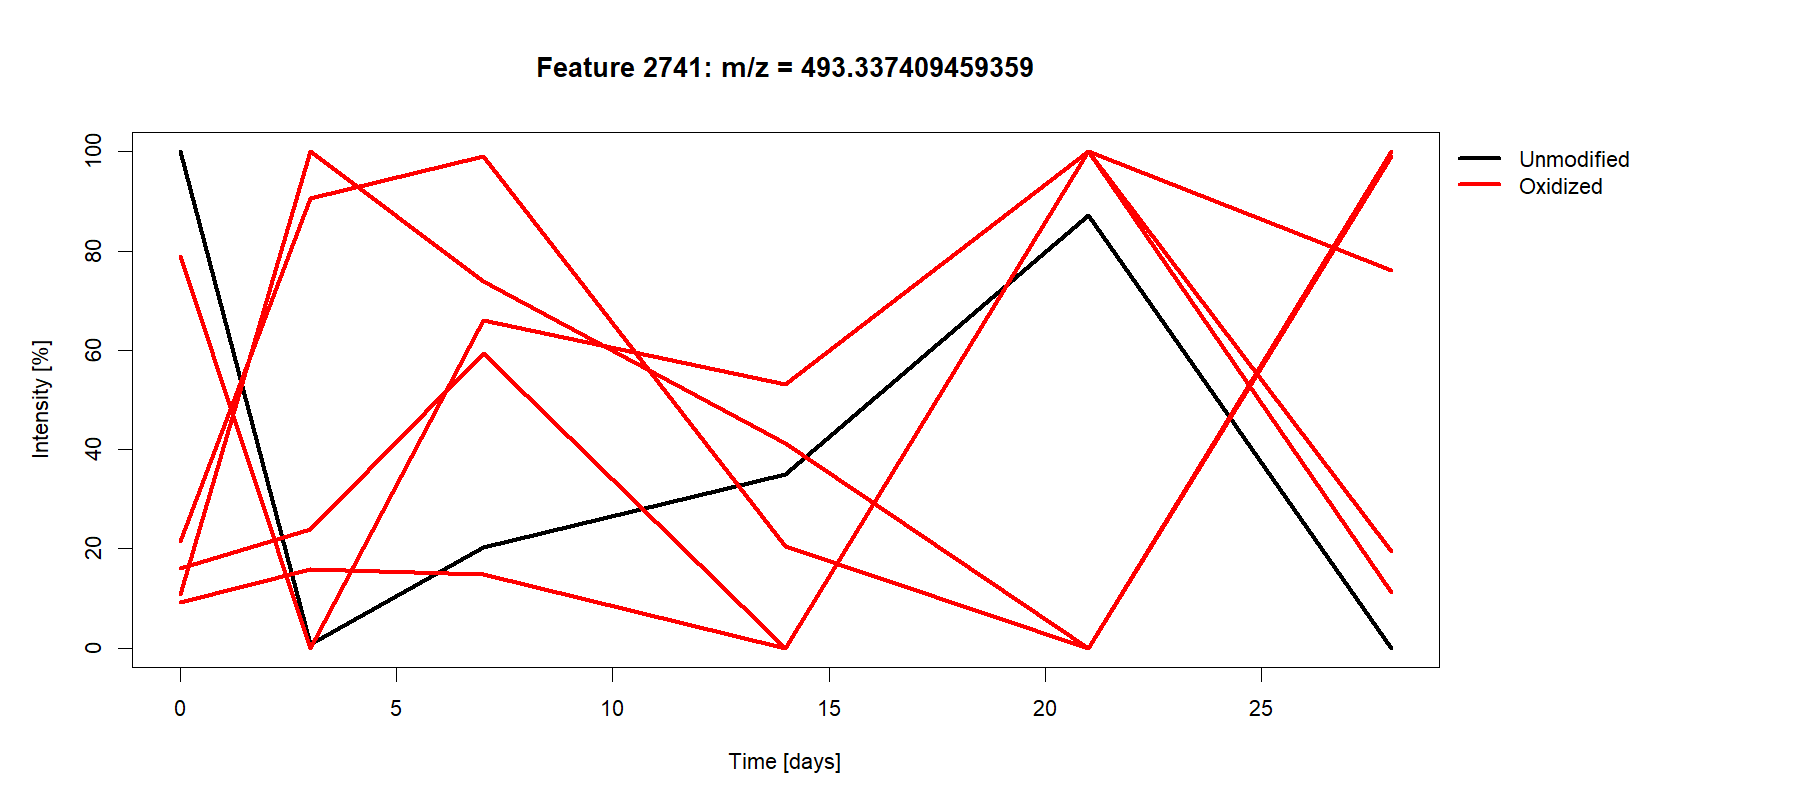 Feature 2741: m/z = 493.337409459359
Unmodified
Oxidized
Intensity [%]
100
80
60
40
20
0
0 5 10 15 20 25
Time [days]